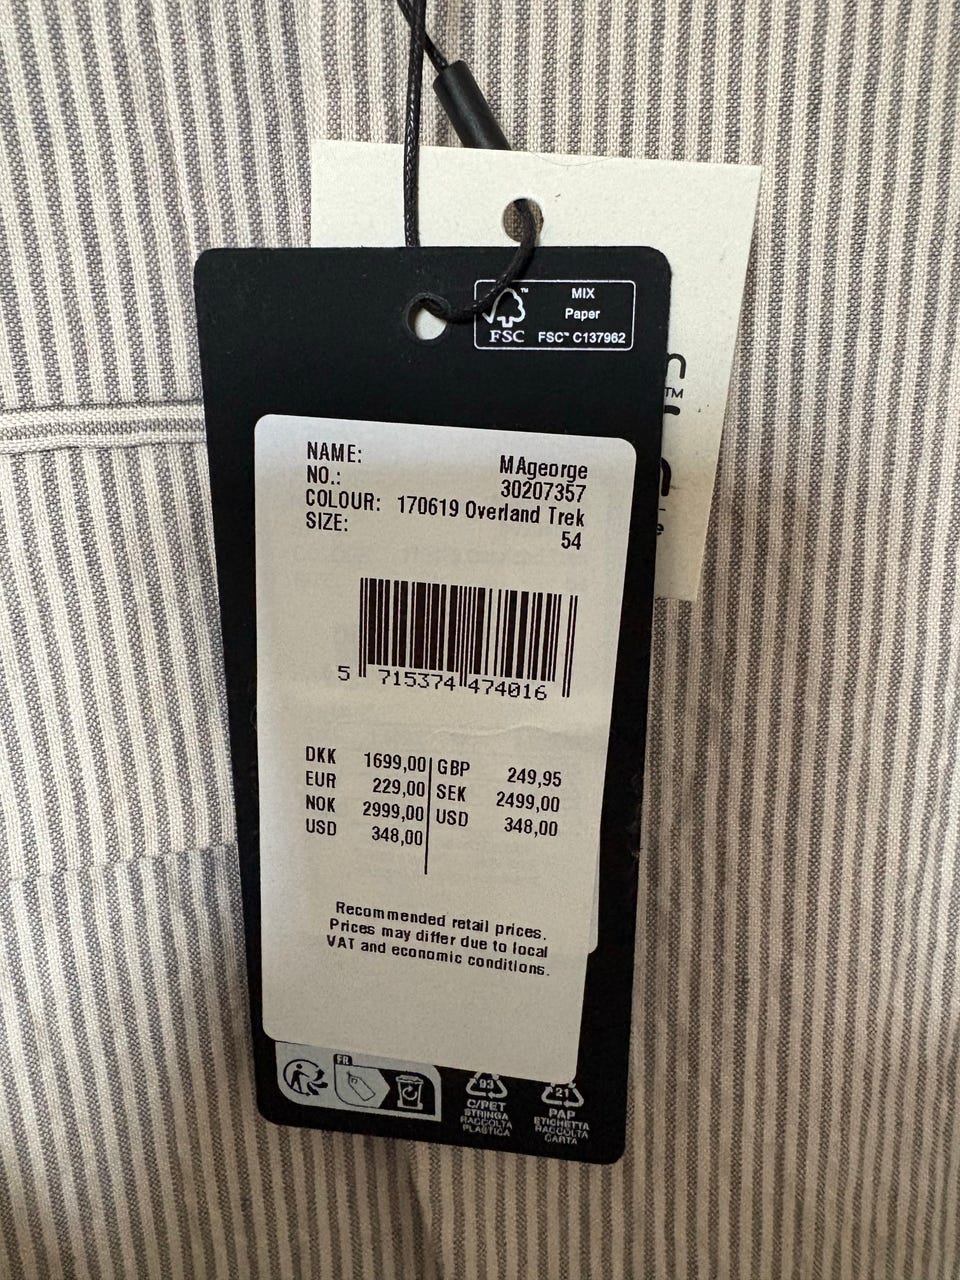 MIX
Paper
FSC™ C137962
™
FSC
n
TM
e
NAME: MAgeorge
NO.: 30207357
COLOUR: 170619 Overland Trek
SIZE: 54
5 715374 474016
DKK 1699,00 GBP 249,95
EUR 229,00 SEK 2499,00
NOK 2999,00 USD 348,00
USD 348,00
Recommended retail prices.
Prices may differ due to local
VAT and economic conditions.
FR
93
C/PET
STRINGA
RACCOLTA
PLASTICA
21
PAP
ETICHETTA
RACCOLTA
CARTA